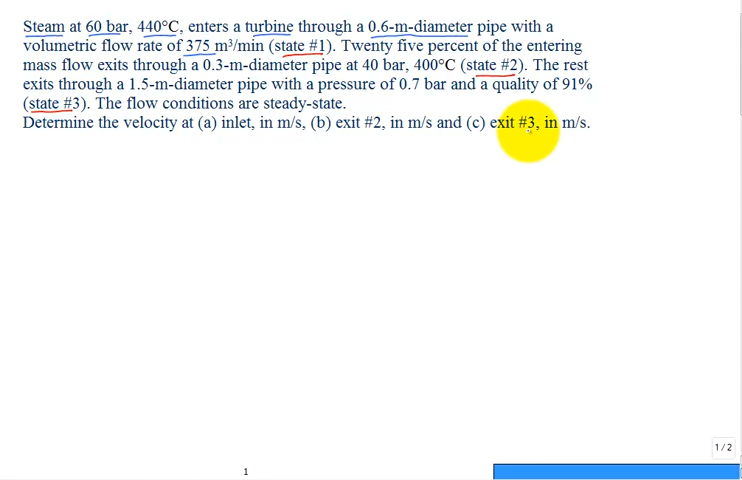 Steam at 60 bar, 440°C, enters a turbine through a 0.6-m-diameter pipe with a
volumetric flow rate of 375 m³/min (state #1). Twenty five percent of the entering
mass flow exits through a 0.3-m-diameter pipe at 40 bar, 400°C (state #2). The rest
exits through a 1.5-m-diameter pipe with a pressure of 0.7 bar and a quality of 91%
(state #3). The flow conditions are steady-state.
Determine the velocity at (a) inlet, in m/s, (b) exit #2, in m/s and (c) exit #3, in m/s.
1 / 2
1